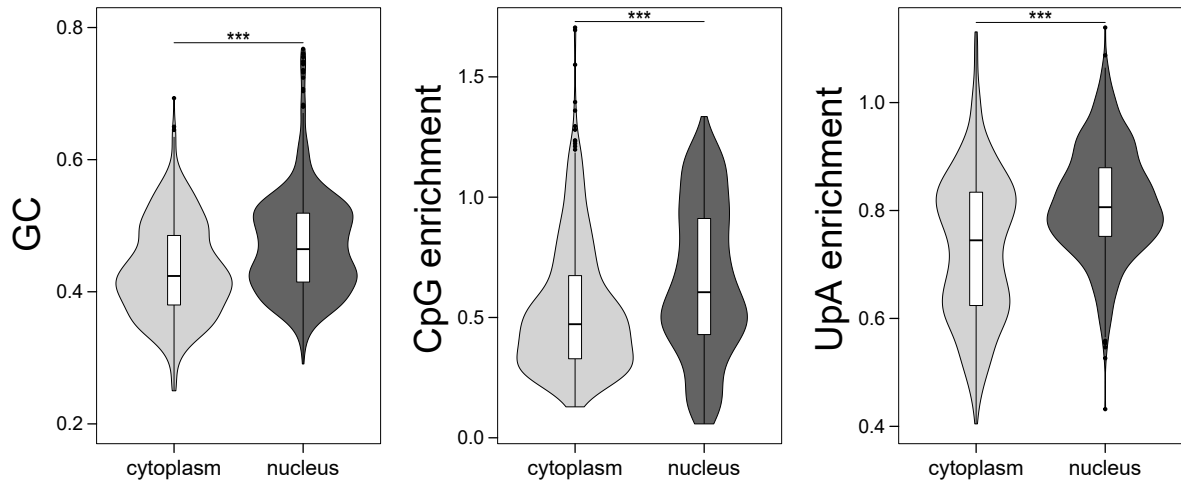 GC
0.8
0.6
0.4
0.2
***
cytoplasm
nucleus
CpG enrichment
1.5
1.0
0.5
0.0
***
cytoplasm
nucleus
UpA enrichment
1.0
0.8
0.6
0.4
***
cytoplasm
nucleus